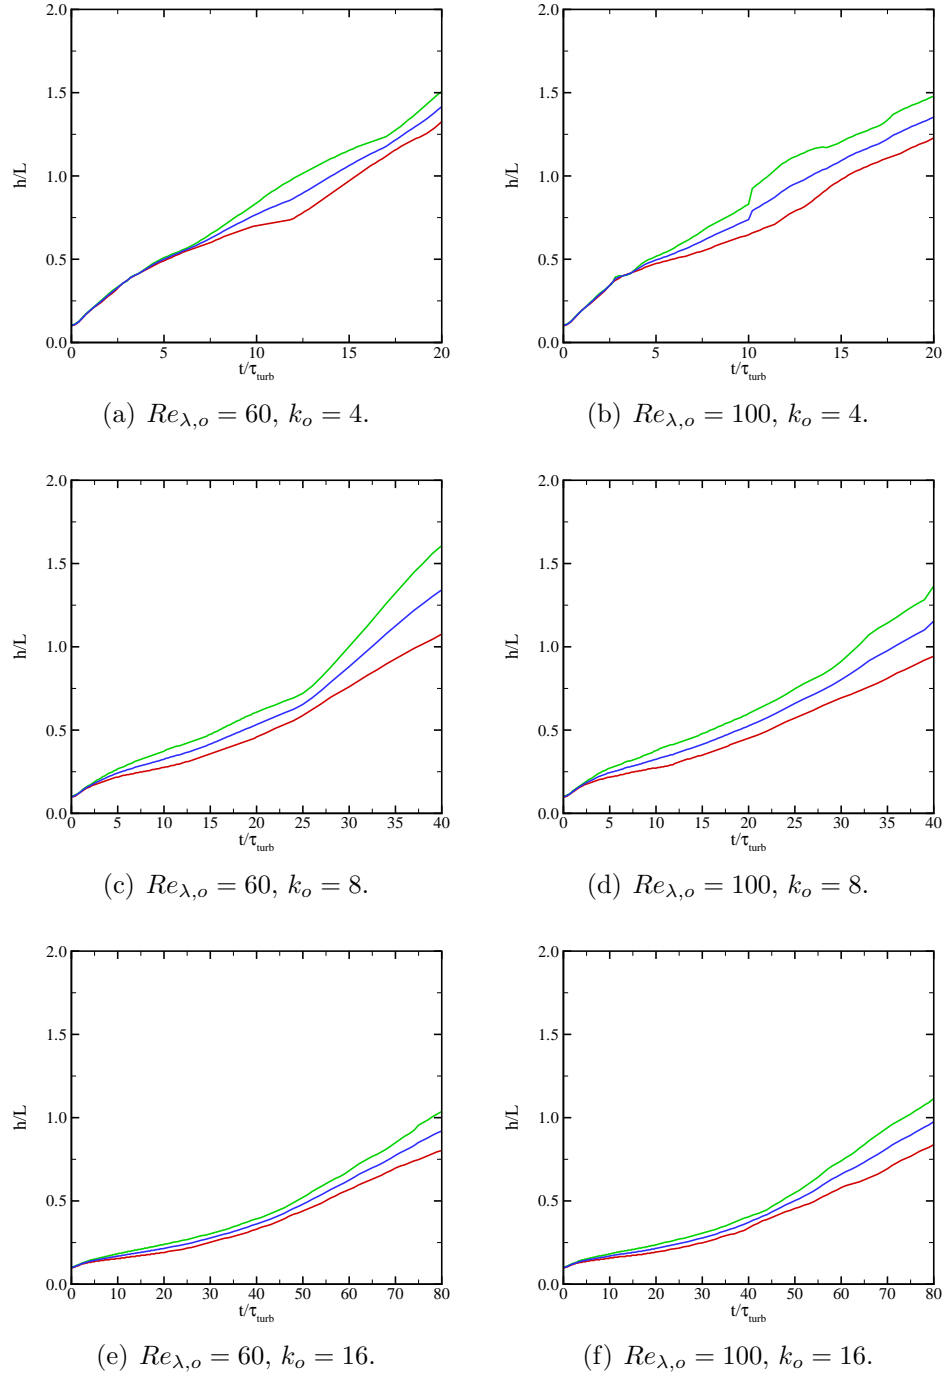 2.0 2.0
1.5 1.5
h/L 1.0 h/L 1.0
0.5 0.5
0.0 0.0
0 5 10 15 20 0 5 10 15 20
t/τturb t/τturb
(a) Reλ,o = 60, ko = 4. (b) Reλ,o = 100, ko = 4.
2.0 2.0
1.5 1.5
h/L 1.0 h/L 1.0
0.5 0.5
0.0 0.0
0 5 10 15 20 25 30 35 40 0 5 10 15 20 25 30 35 40
t/τturb t/τturb
(c) Reλ,o = 60, ko = 8. (d) Reλ,o = 100, ko = 8.
2.0 2.0
1.5 1.5
h/L 1.0 h/L 1.0
0.5 0.5
0.0 0.0
0 10 20 30 40 50 60 70 80 0 10 20 30 40 50 60 70 80
t/τturb t/τturb
(e) Reλ,o = 60, ko = 16. (f) Reλ,o = 100, ko = 16.